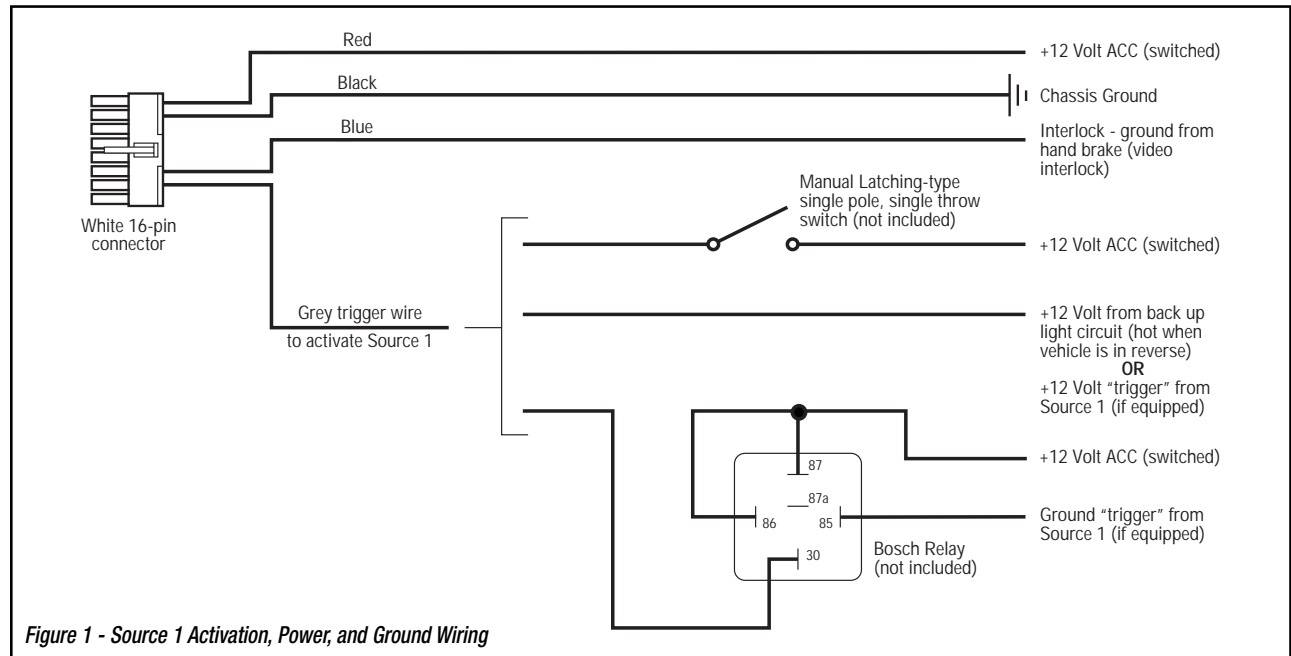 Red
+12 Volt ACC (switched)
Black
Chassis Ground
Blue
Interlock - ground from
hand brake (video
interlock)
White 16-pin
connector
Manual Latching-type
single pole, single throw
switch (not included)
+12 Volt ACC (switched)
Grey trigger wire
to activate Source 1
+12 Volt from back up
light circuit (hot when
vehicle is in reverse)
OR
+12 Volt “trigger” from
Source 1 (if equipped)
+12 Volt ACC (switched)
87
87a
86
85
30
Ground “trigger” from
Source 1 (if equipped)
Bosch Relay
(not included)
Figure 1 - Source 1 Activation, Power, and Ground Wiring